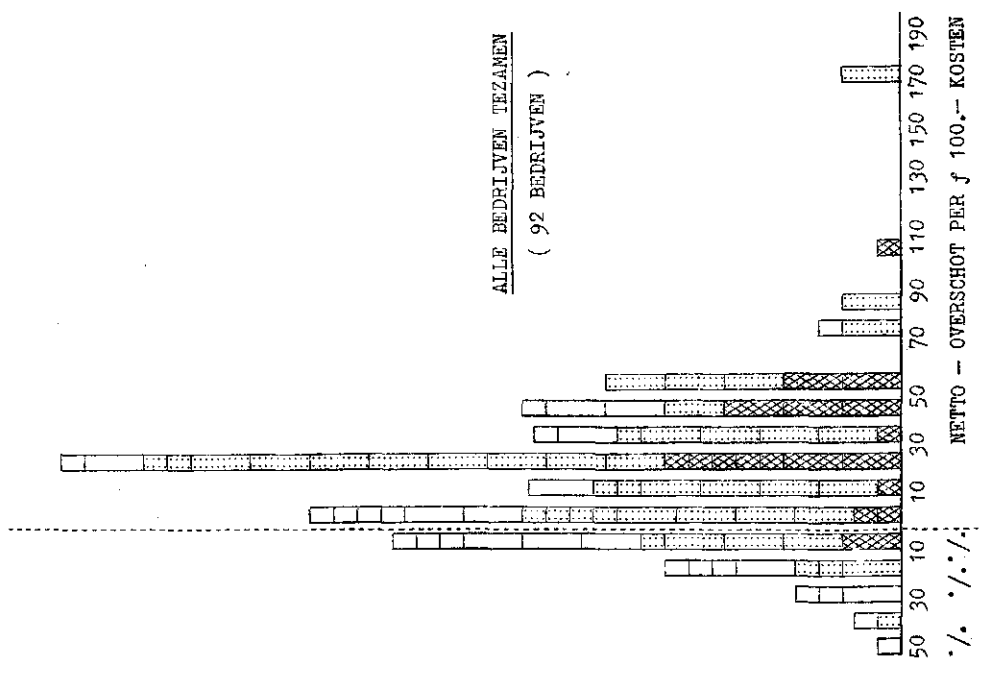 ALLE BEDRIJVEN TEZAMEN
( 92 BEDRIJVEN )
50 30 10 10 30 50 70 90 110 130 150 170 190
·/. ·/.·/.
NETTO - OVERSCHOT PER ƒ 100.- KOSTEN